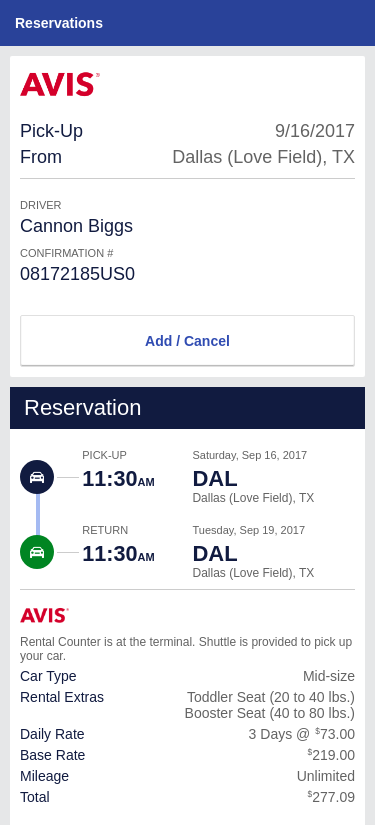 Reservations
AVIS®
Pick-Up 9/16/2017
From Dallas (Love Field), TX
DRIVER
Cannon Biggs
CONFIRMATION #
08172185US0
Add / Cancel
Reservation
PICK-UP Saturday, Sep 16, 2017
11:30AM DAL
Dallas (Love Field), TX
RETURN Tuesday, Sep 19, 2017
11:30AM DAL
Dallas (Love Field), TX
AVIS®
Rental Counter is at the terminal. Shuttle is provided to pick up
your car.
Car Type Mid-size
Rental Extras Toddler Seat (20 to 40 lbs.)
Booster Seat (40 to 80 lbs.)
Daily Rate 3 Days @ $73.00
Base Rate $219.00
Mileage Unlimited
Total $277.09